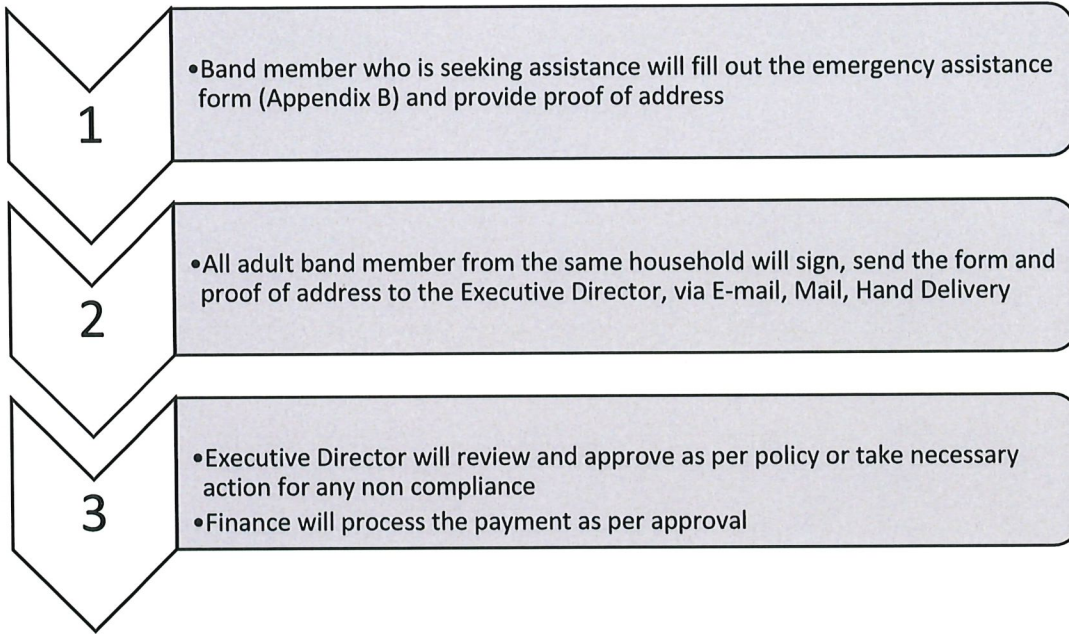 1
•Band member who is seeking assistance will fill out the emergency assistance
form (Appendix B) and provide proof of address
2
•All adult band member from the same household will sign, send the form and
proof of address to the Executive Director, via E-mail, Mail, Hand Delivery
3
•Executive Director will review and approve as per policy or take necessary
action for any non compliance
•Finance will process the payment as per approval